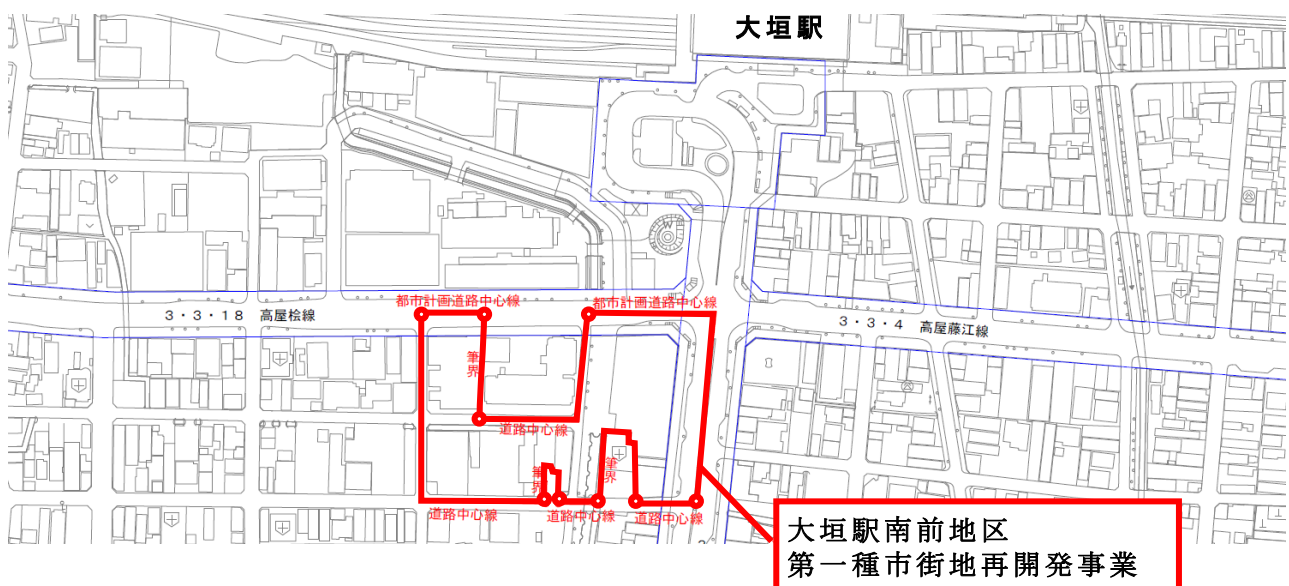 大垣駅
都市計画道路中心線
都市計画道路中心線
3・3・18 高屋桧線
3・3・4 高屋藤江線
筆界
道路中心線
筆界
筆界
道路中心線
道路中心線
道路中心線
大垣駅南前地区
第一種市街地再開発事業